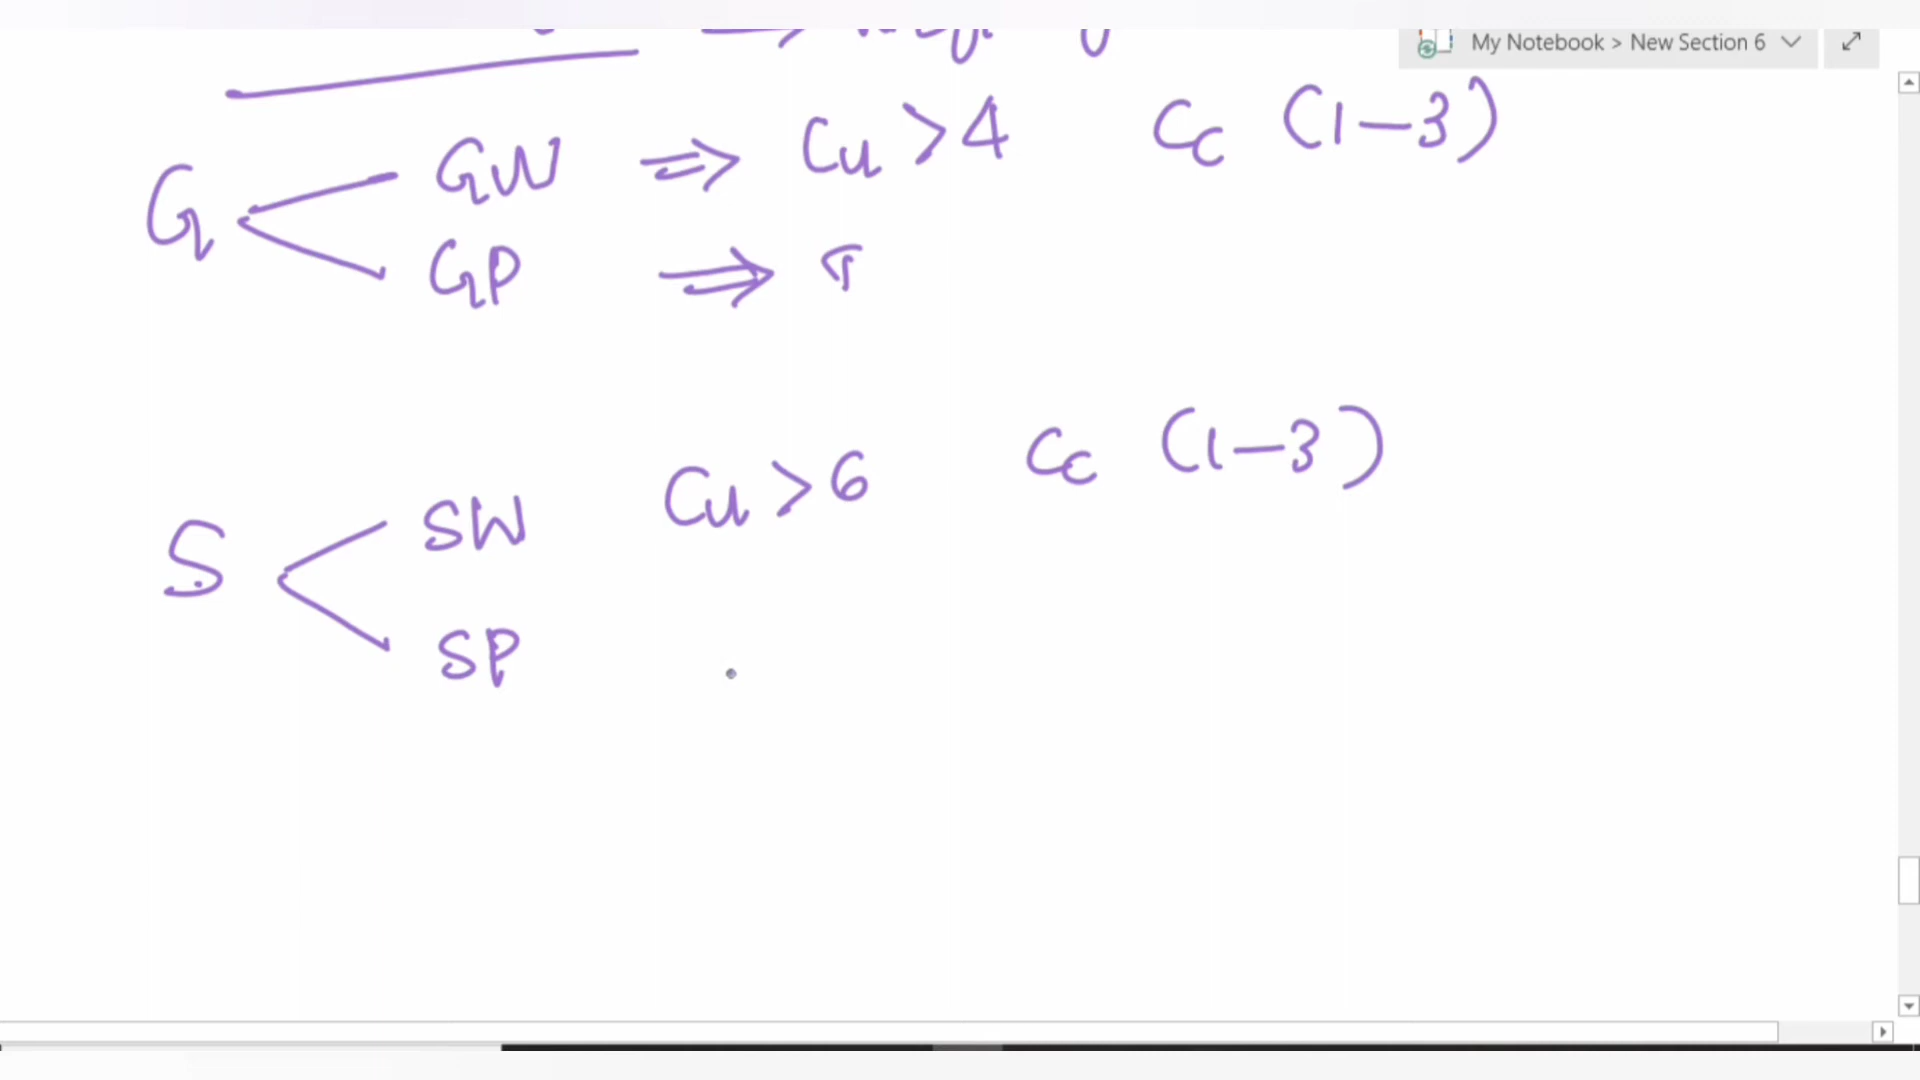 My Notebook > New Section 6
G GW ⇒ Cu > 4 Cc (1-3)
GP ⇒
S SW Cu > 6 Cc (1-3)
SP